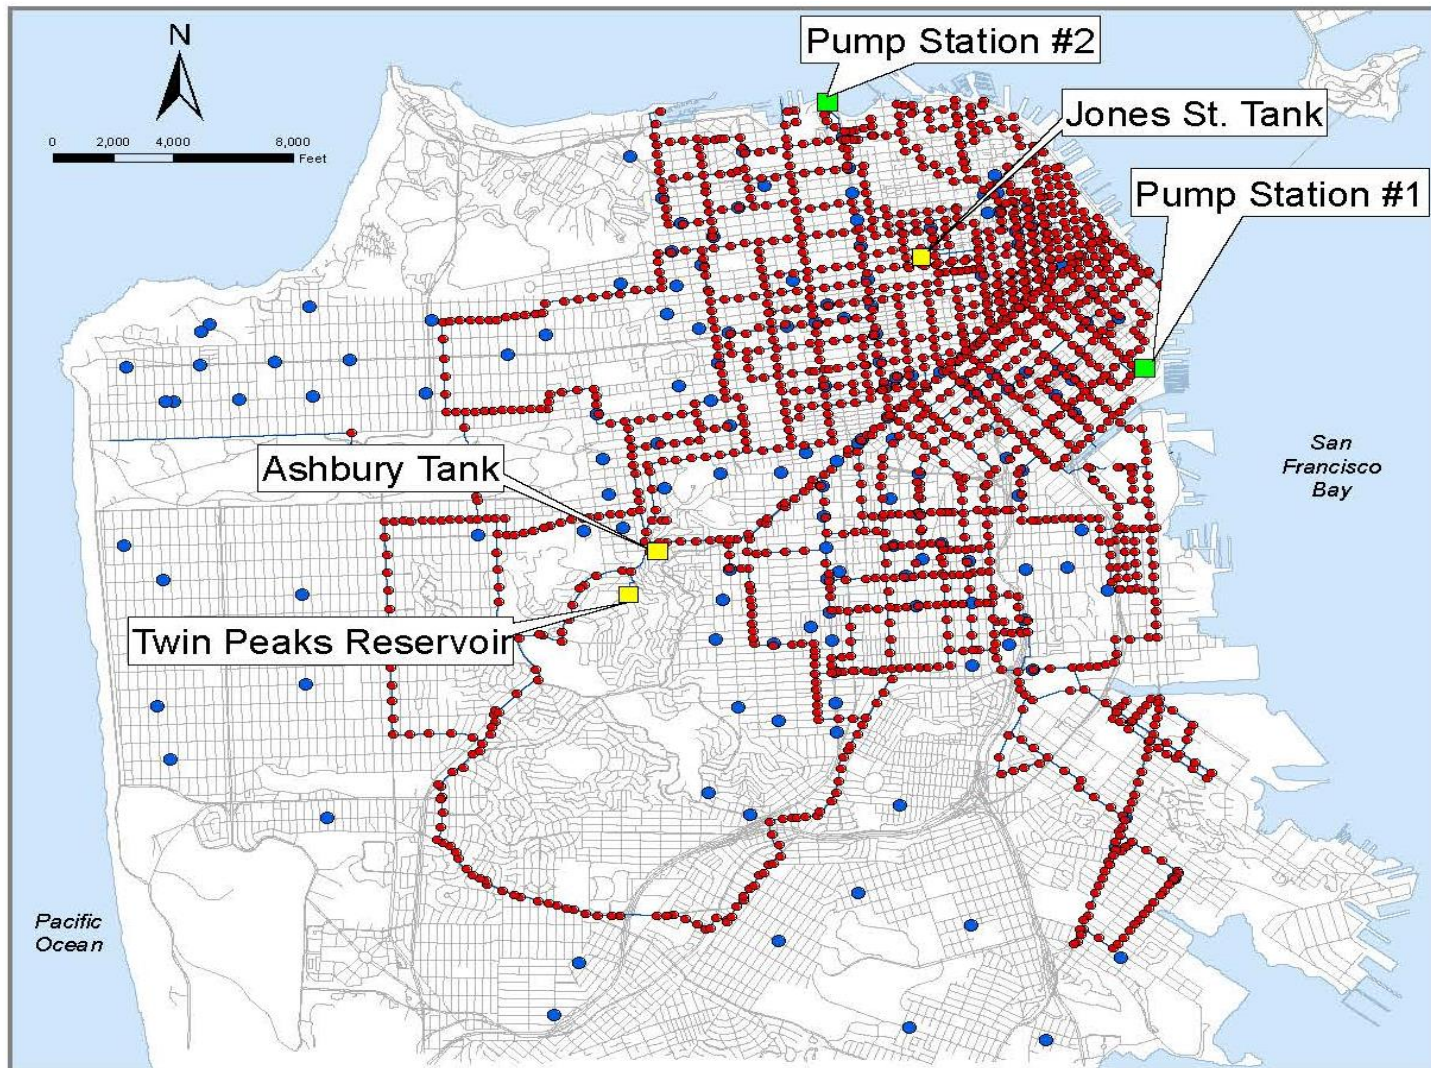 Pump Station #2
N
Jones St. Tank
0 2,000 4,000 8,000
Feet
Pump Station #1
San
Francisco
Bay
Ashbury Tank
Twin Peaks Reservoir
Pacific
Ocean